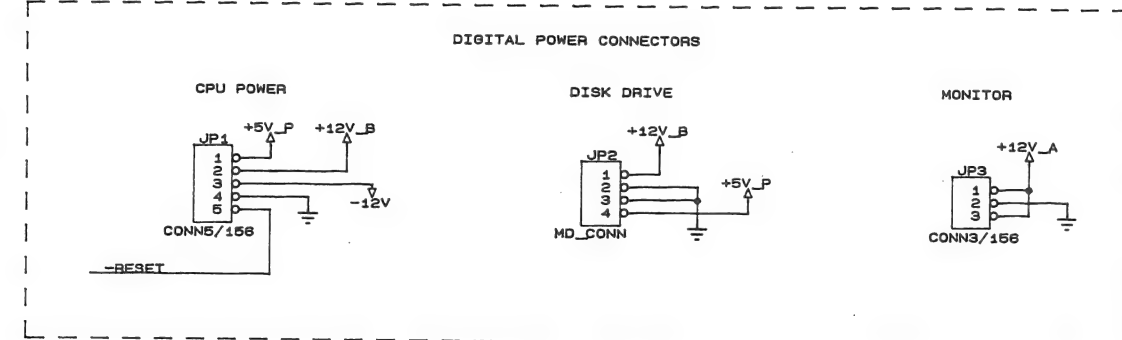 DIGITAL POWER CONNECTORS
CPU POWER
JP1
+5V_P
+12V_B
1
2
3
4
5
-12V
CONN5/156
-RESET
DISK DRIVE
JP2
+12V_B
1
2
3
4
+5V_P
MD_CONN
MONITOR
JP3
+12V_A
1
2
3
CONN3/156